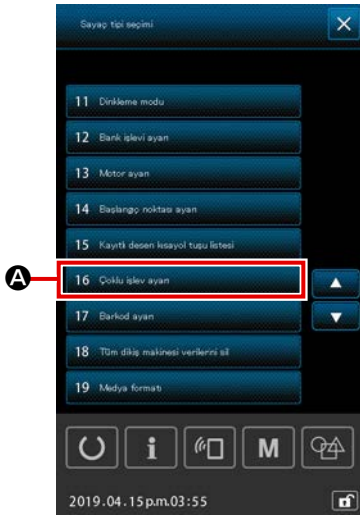 Sayaç tipi seçimi
11 Dinkleme modu
12 Bank işlevi ayarı
13 Motor ayarı
14 Başlangıç noktası ayarı
15 Kayıtlı desen kısayol tuşu listesi
A
16 Çoklu işlev ayarı
17 Barkod ayarı
18 Tüm dikiş makinesi verilerini sil
19 Medya formatı
i
M
2019.04.15p.m.03:55